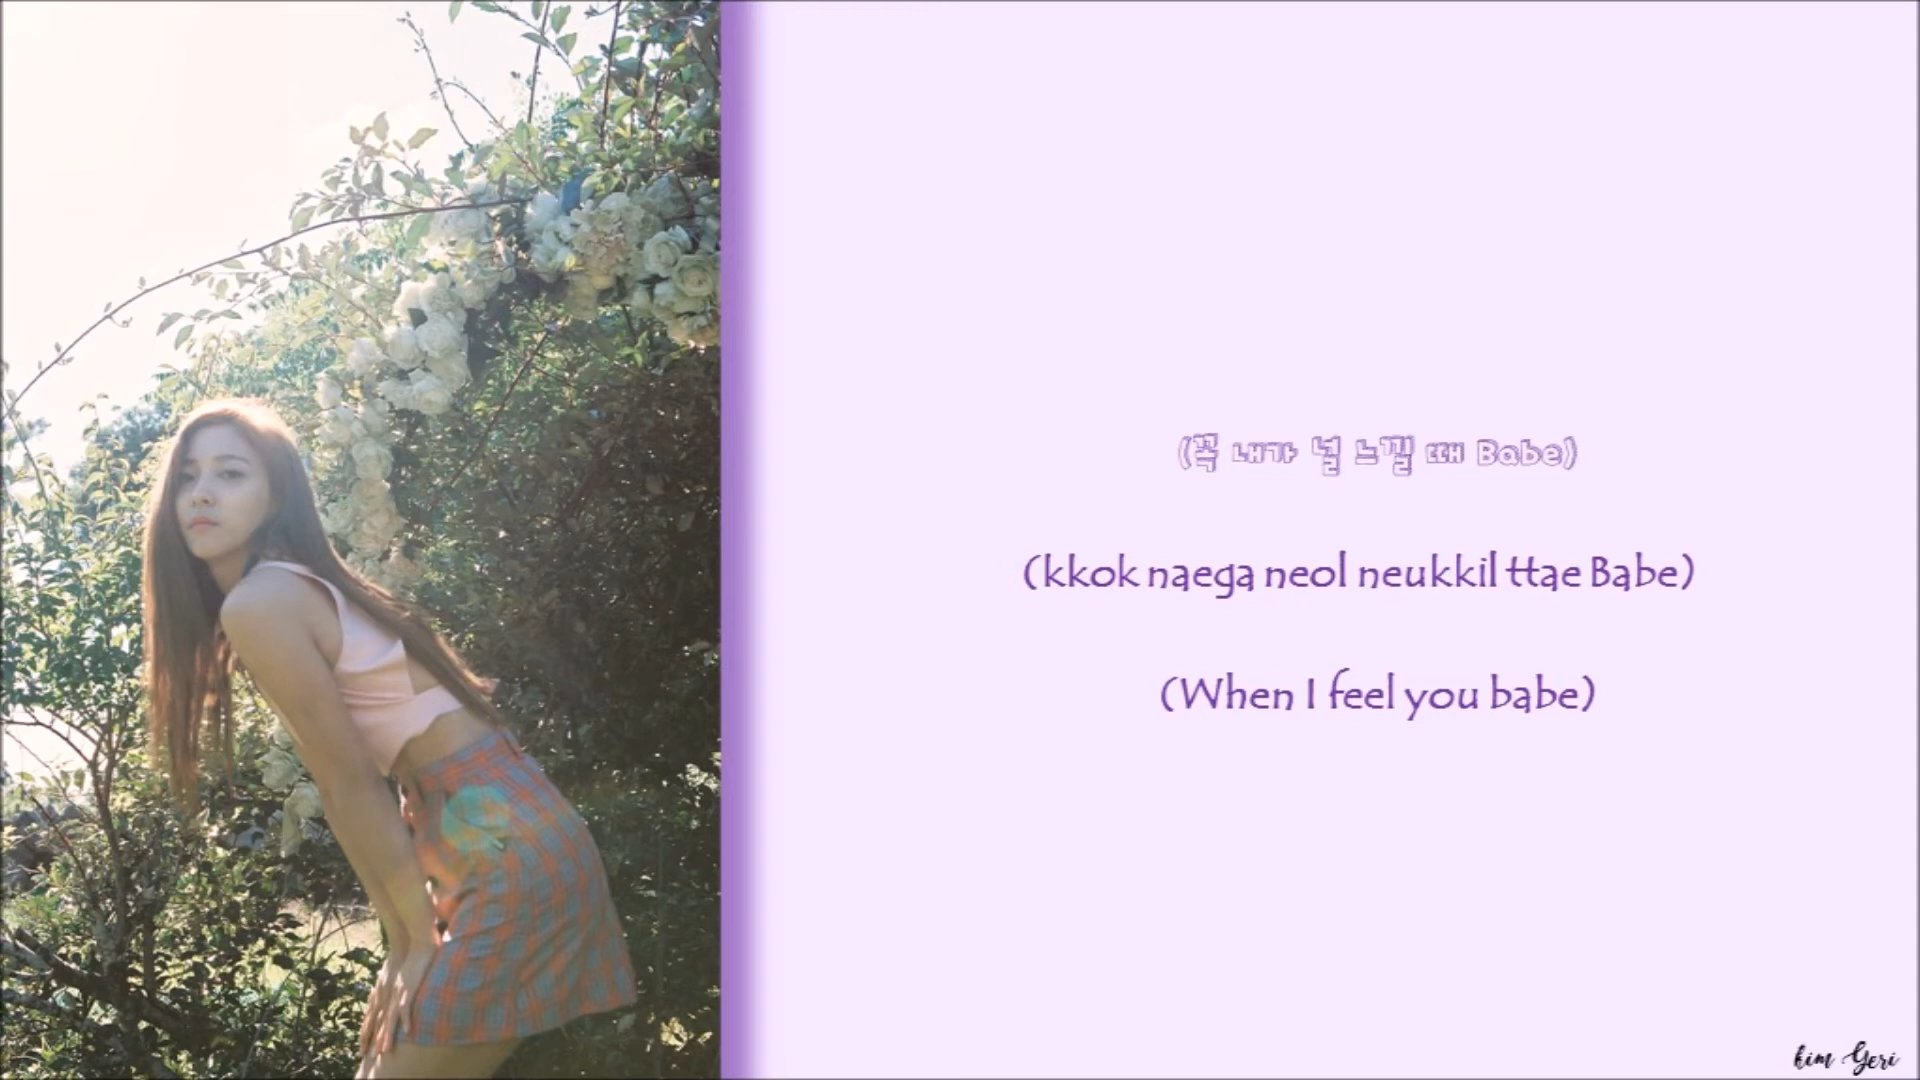 (꼭 내가 널 느낄 때 Babe)
(kkok naega neol neukkil ttae Babe)
(When I feel you babe)
kim Yeri